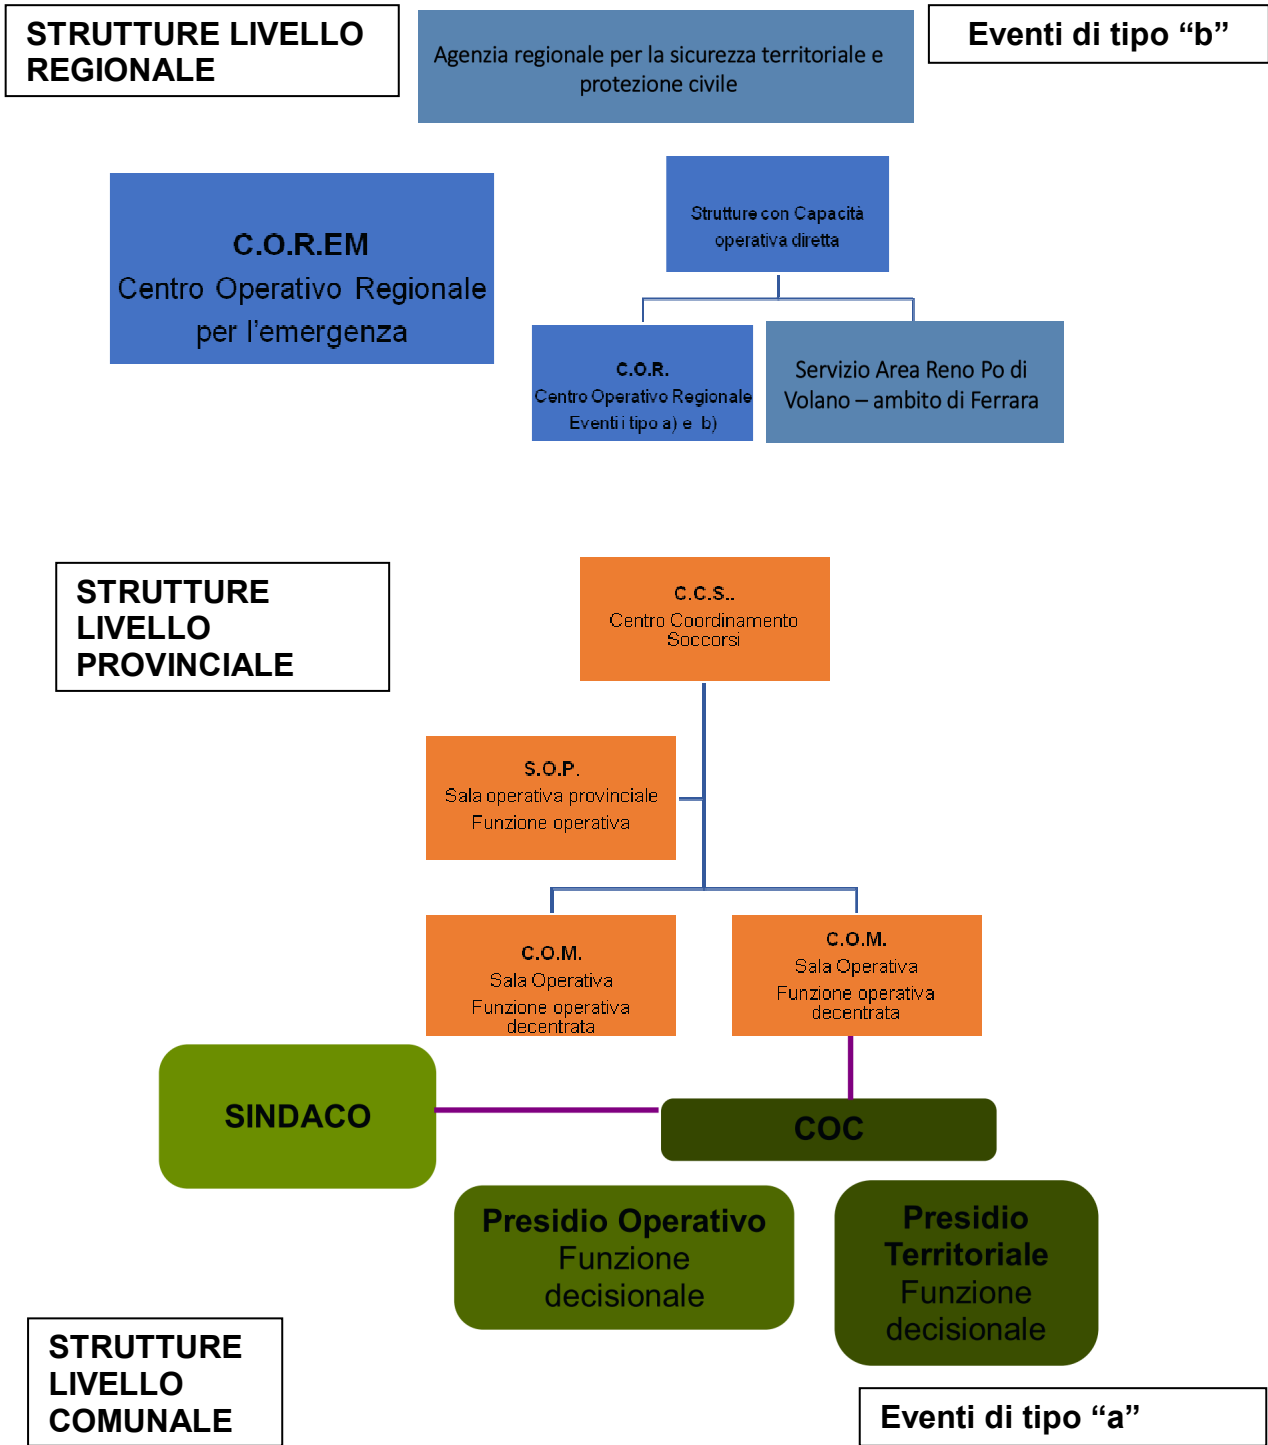 STRUTTURE LIVELLO
REGIONALE
Agenzia regionale per la sicurezza territoriale e
protezione civile
Eventi di tipo “b”
C.O.R.EM
Centro Operativo Regionale
per l’emergenza
Strutture con Capacità
operativa diretta
C.O.R.
Centro Operativo Regionale
Eventi i tipo a) e b)
Servizio Area Reno Po di
Volano – ambito di Ferrara
STRUTTURE
LIVELLO
PROVINCIALE
C.C.S..
Centro Coordinamento
Soccorsi
S.O.P.
Sala operativa provinciale
Funzione operativa
C.O.M.
Sala Operativa
Funzione operativa
decentrata
C.O.M.
Sala Operativa
Funzione operativa
decentrata
SINDACO
COC
Presidio Operativo
Funzione
decisionale
Presidio
Territoriale
Funzione
decisionale
STRUTTURE
LIVELLO
COMUNALE
Eventi di tipo “a”